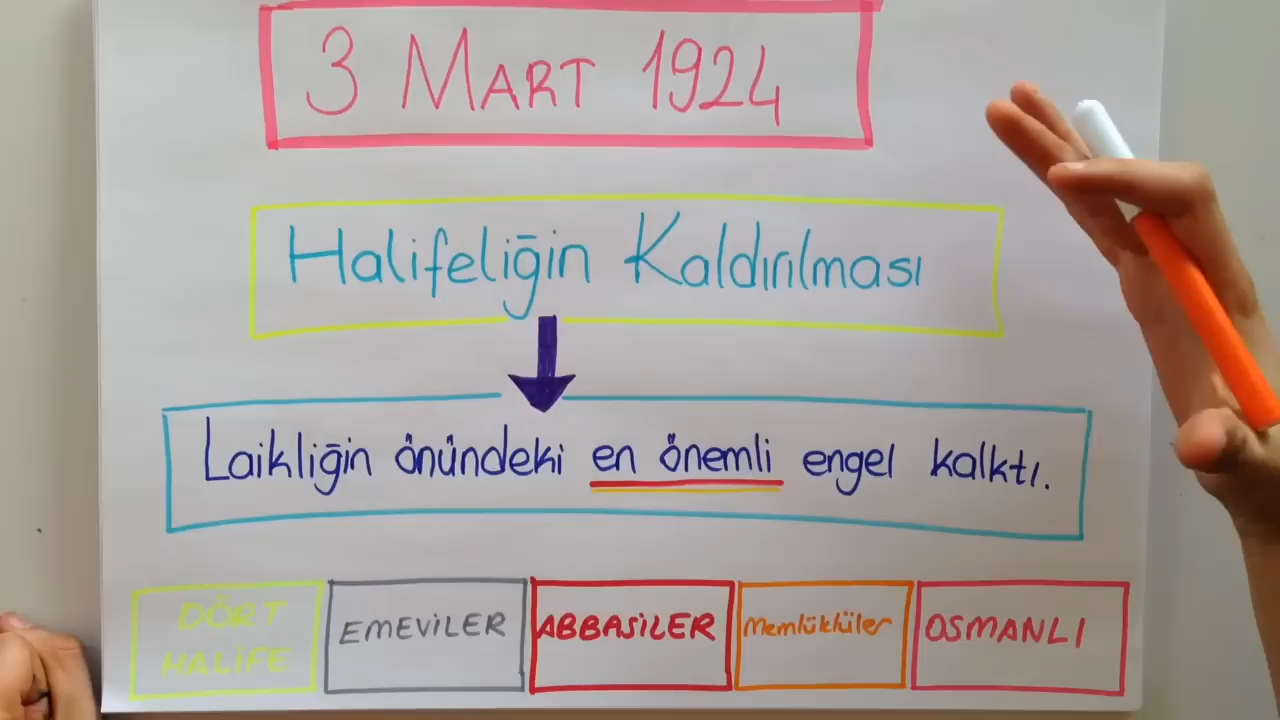 3 MART 1924
Halifeliğin Kaldırılması
Laikliğin önündeki en önemli engel kalktı.
DÖRT HALİFE
EMEVİLER
ABBASİLER
Memlüklüler
OSMANLI